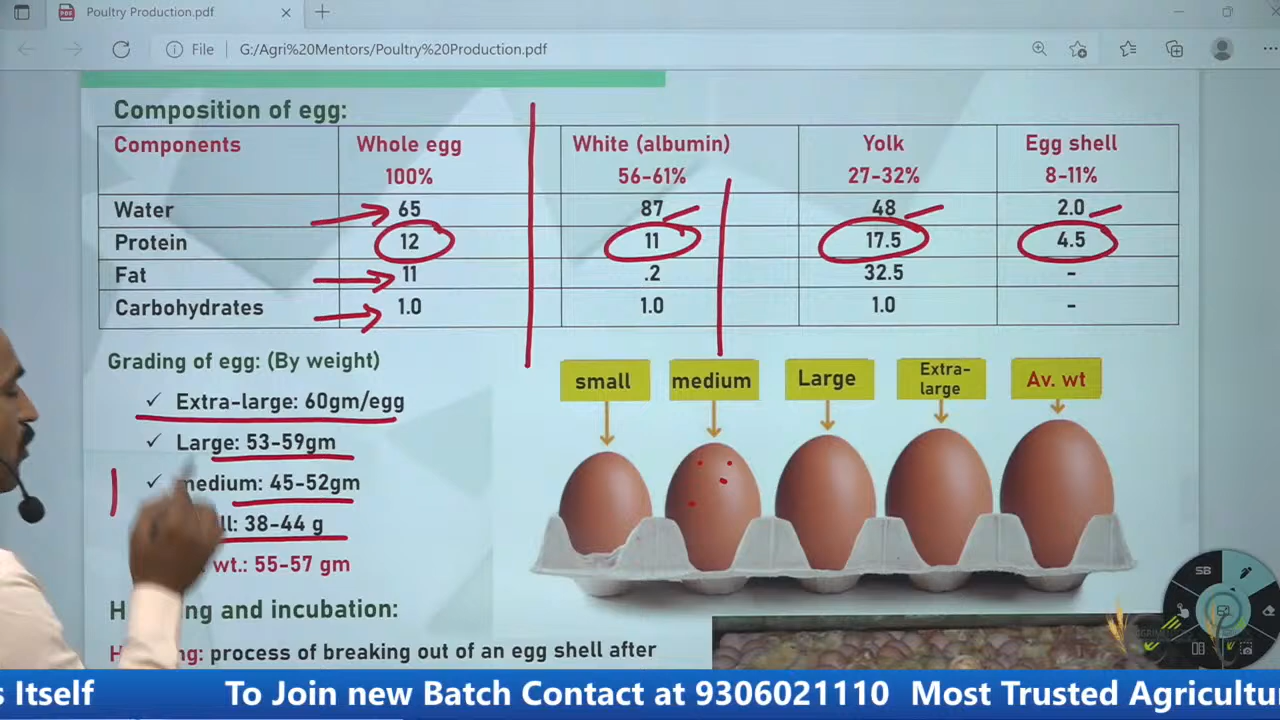 Poultry Production.pdf
File G:/Agri%20Mentors/Poultry%20Production.pdf
Composition of egg:
Components Whole egg 100% White (albumin) 56-61% Yolk 27-32% Egg shell 8-11%
Water 65 87 48 2.0
Protein 12 11 17.5 4.5
Fat 11 .2 32.5 -
Carbohydrates 1.0 1.0 1.0 -
Grading of egg: (By weight)
✓ Extra-large: 60gm/egg
✓ Large: 53-59gm
✓ medium: 45-52gm
38-44 g
wt.: 55-57 gm
small medium Large Extra-large Av. wt
and incubation:
process of breaking out of an egg shell after
SB
s Itself To Join new Batch Contact at 9306021110 Most Trusted Agricultu